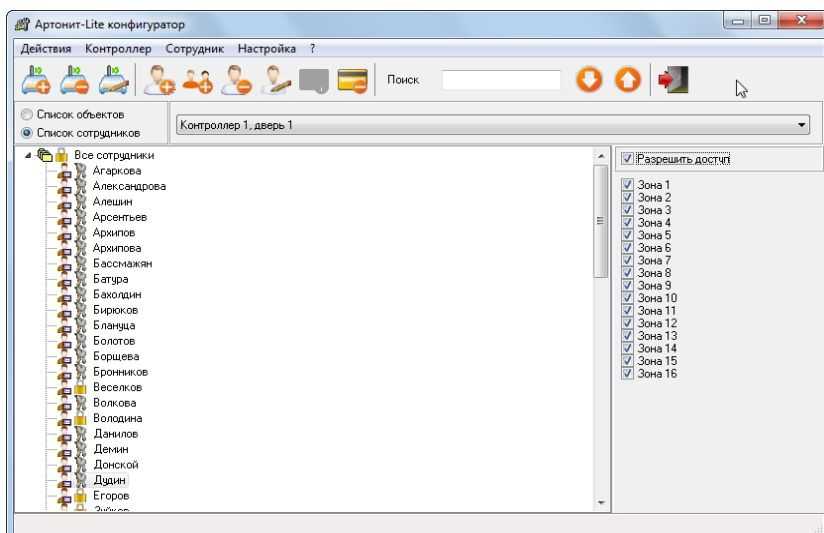 Артонит-Lite конфигуратор
Действия Контроллер Сотрудник Настройка ?
Поиск
Список объектов
Список сотрудников
Контроллер 1, дверь 1
Все сотрудники
Агаркова
Александрова
Алешин
Арсентьев
Архипов
Архипова
Бассмажян
Батура
Бахолдин
Бирюков
Блануца
Болотов
Борщева
Бронников
Веселков
Волкова
Володина
Данилов
Демин
Донской
Дудин
Егоров
Разрешить доступ
Зона 1
Зона 2
Зона 3
Зона 4
Зона 5
Зона 6
Зона 7
Зона 8
Зона 9
Зона 10
Зона 11
Зона 12
Зона 13
Зона 14
Зона 15
Зона 16